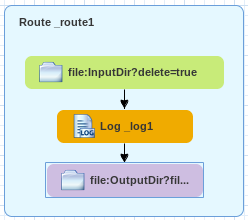 Route _route1
file:InputDir?delete=true
LOG
Log _log1
file:OutputDir?fil...